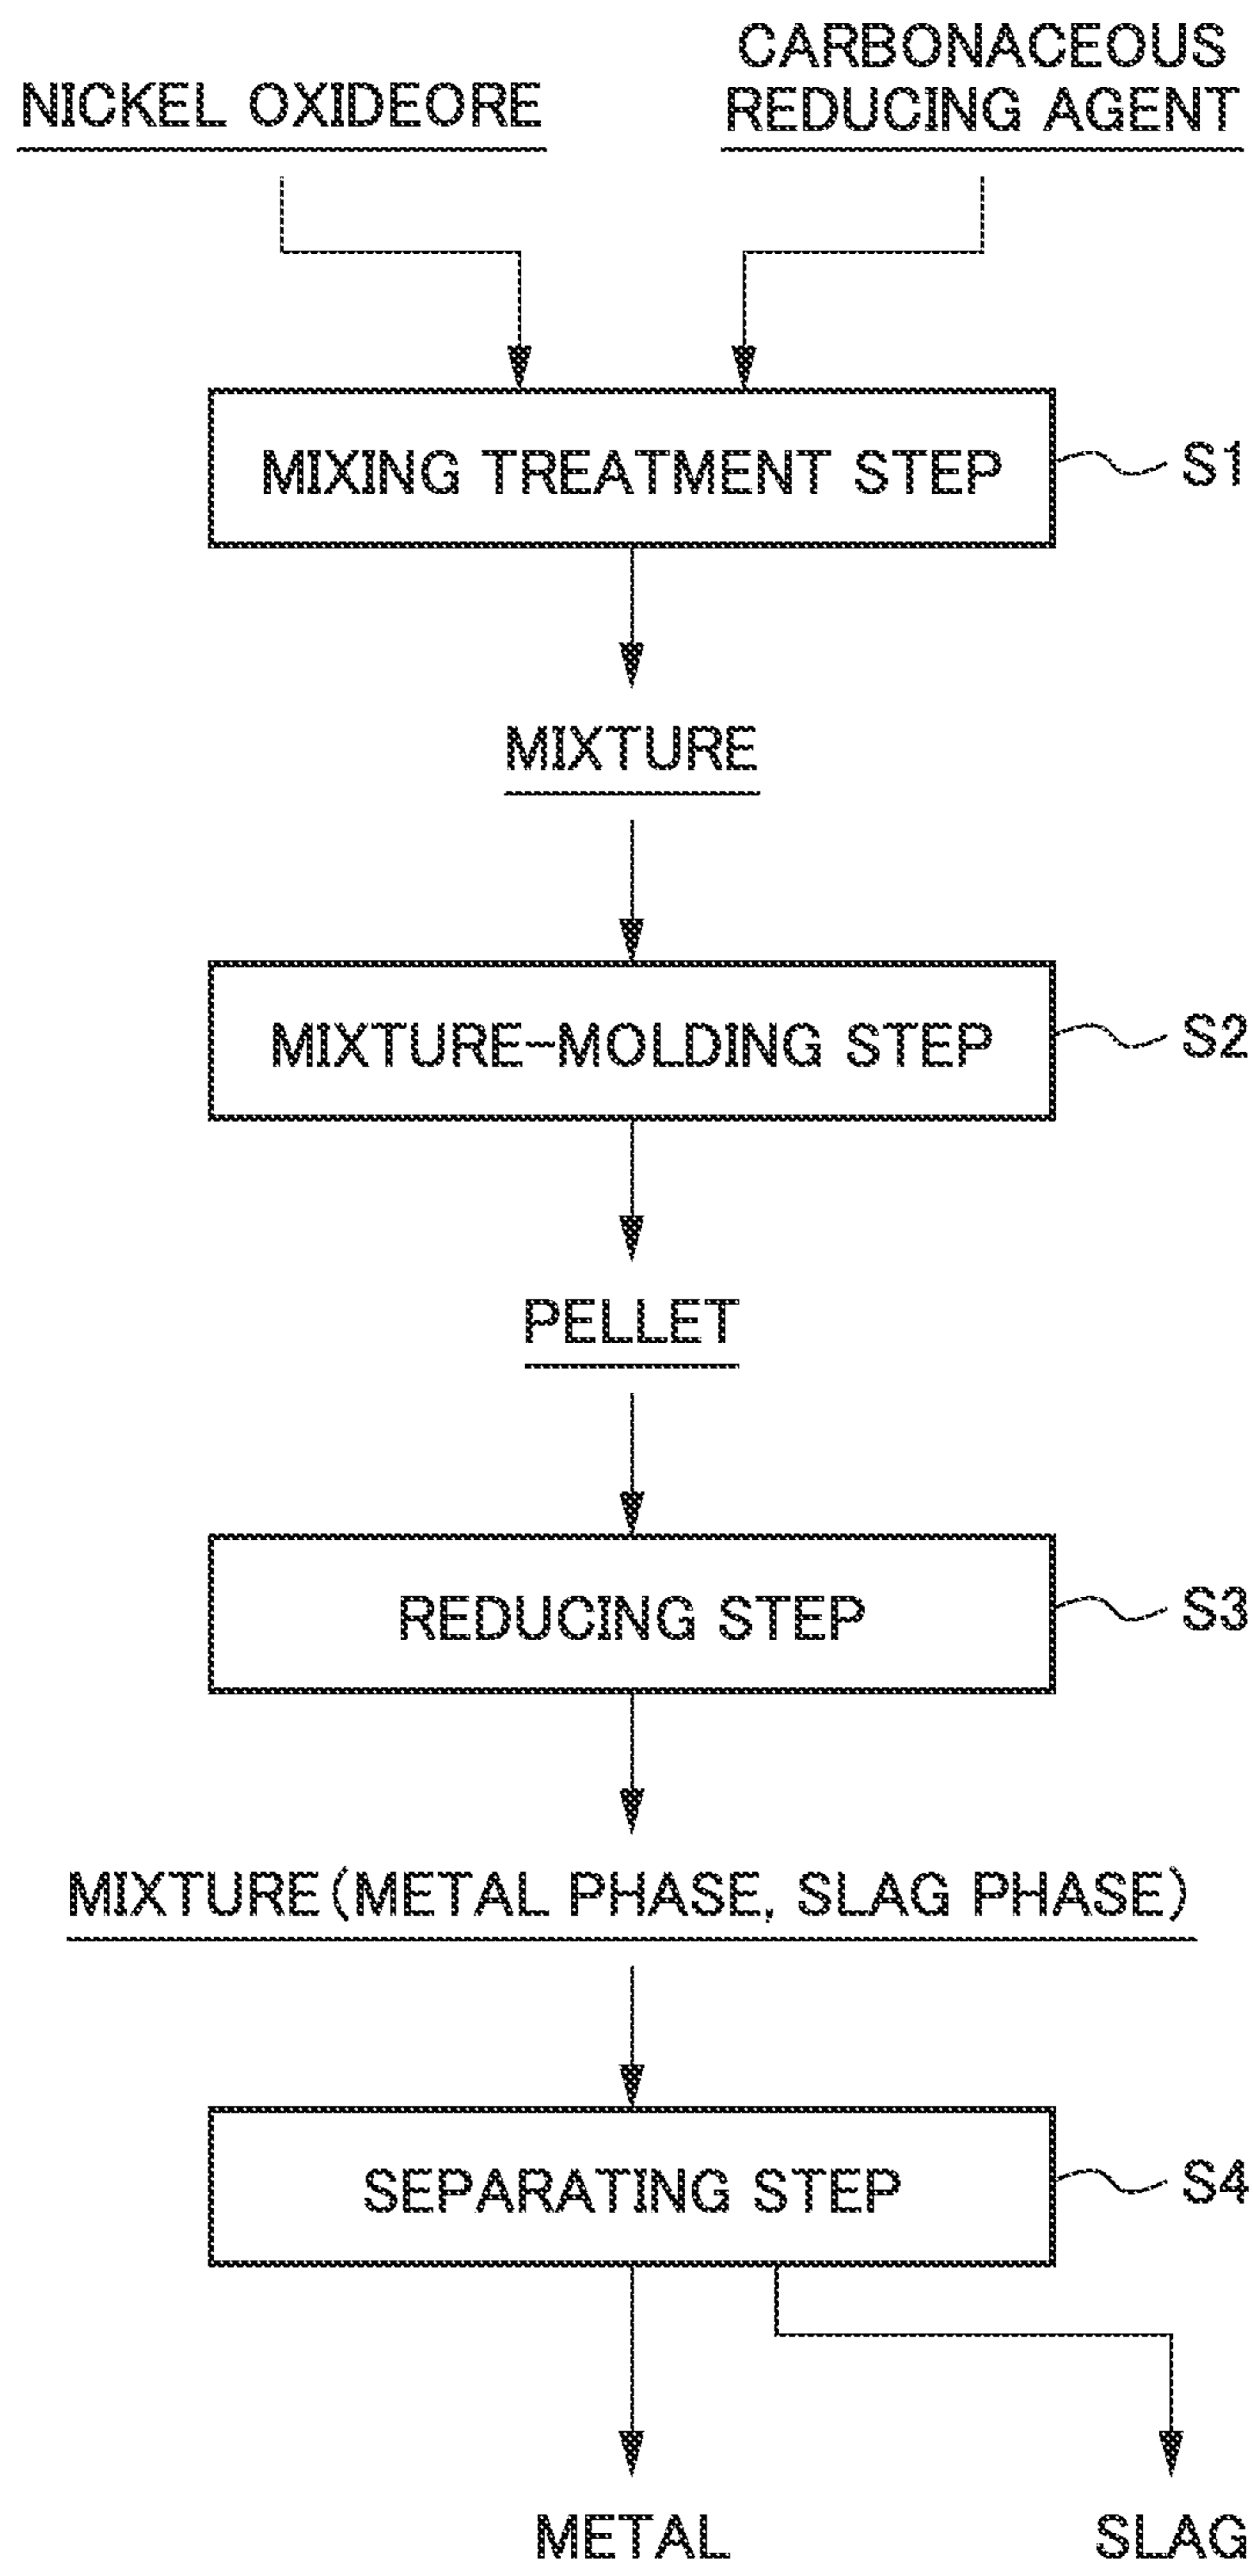 NICKEL OXIDEORE
CARBONACEOUS
REDUCING AGENT
MIXING TREATMENT STEP
S1
MIXTURE
MIXTURE-MOLDING STEP
S2
PELLET
REDUCING STEP
S3
MIXTURE(METAL PHASE, SLAG PHASE)
SEPARATING STEP
S4
METAL
SLAG